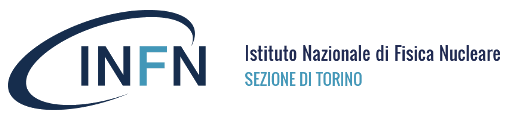 INFN
Istituto Nazionale di Fisica Nucleare
SEZIONE DI TORINO